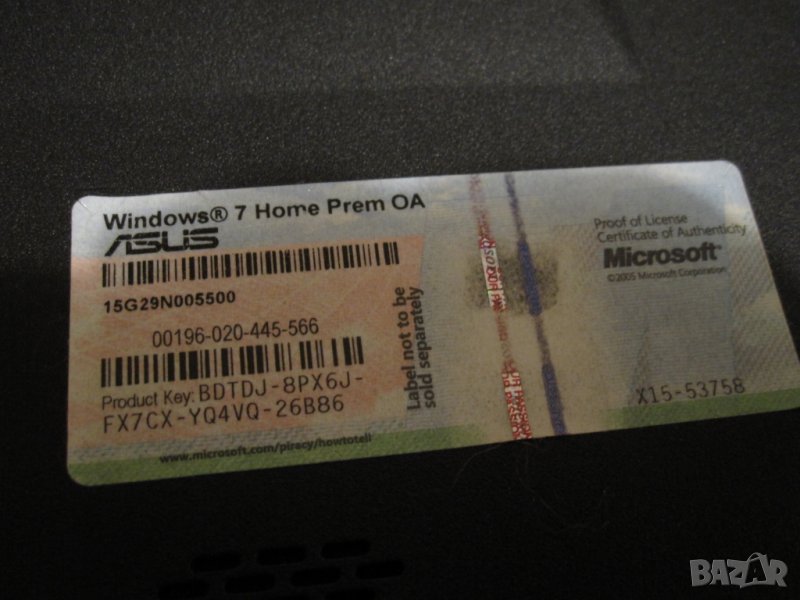 Windows® 7 Home Prem OA
ASUS
15G29N005500
00196-020-445-566
Product Key: BDTDJ-8PX6J-
FX7CX-YQ4VQ-26B86
www.microsoft.com/piracy/howtotell
Label not to be
sold separately
Proof of License
Certificate of Authenticity
Microsoft®
©2005 Microsoft Corporation
X15-53758
BAZAR